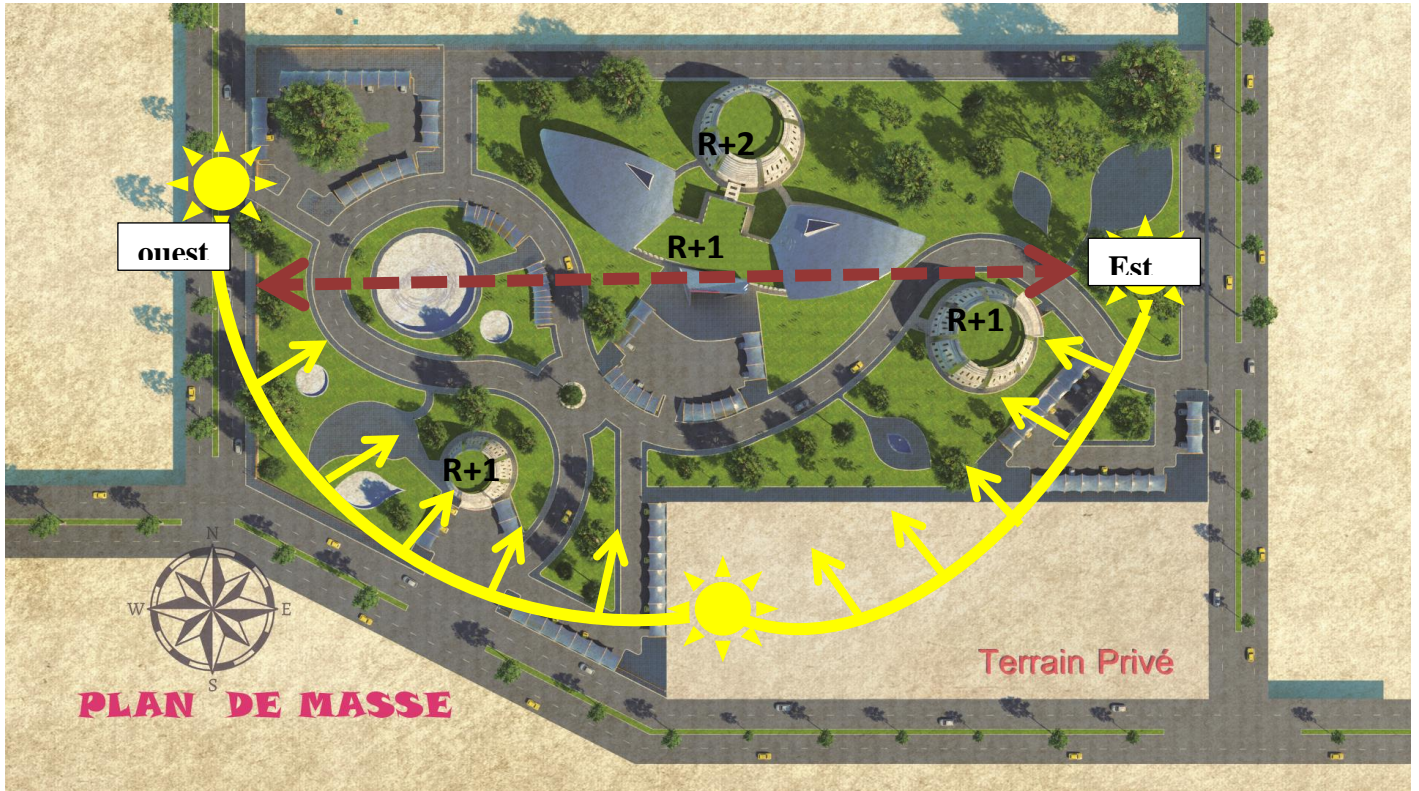 R+2
ouest
R+1
Est
R+1
R+1
N
W
E
S
Terrain Privé
PLAN DE MASSE